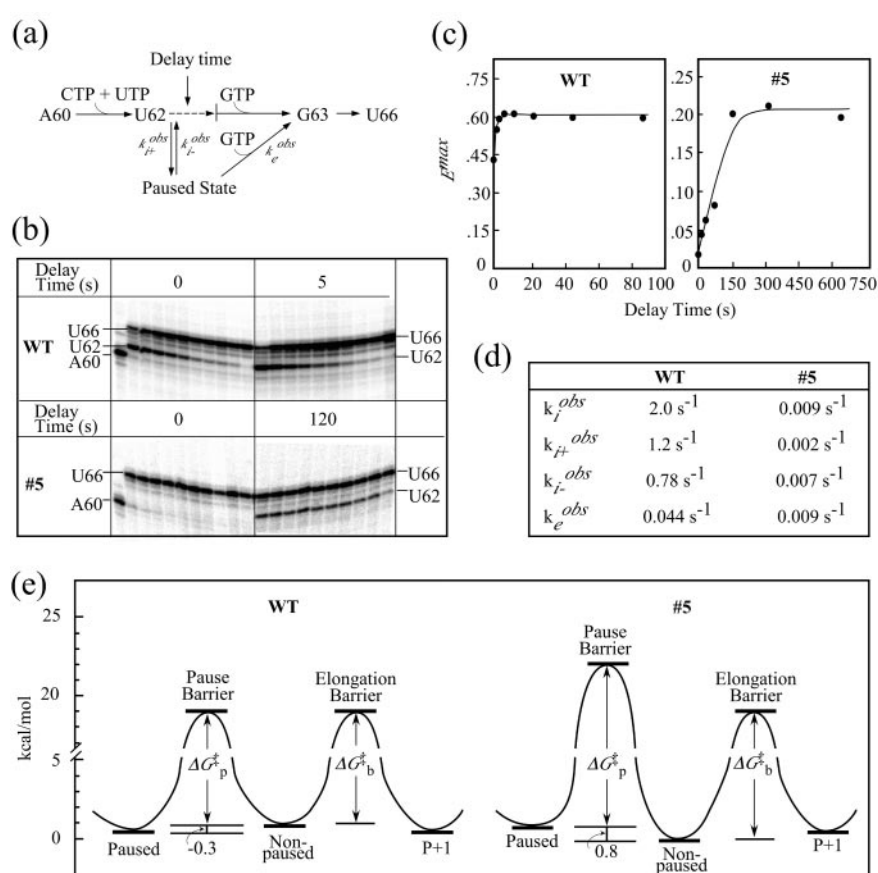 (a)
Delay time
CTP + UTP
GTP
A60 U62 G63 U66
k_{i+}^{obs} k_{i-}^{obs} GTP k_e^{obs}
Paused State
(b)
Delay Time (s) 0 5
WT
U66
U62
A60
U66
U62
Delay Time (s) 0 120
#5
U66
A60
U66
U62
(c)
WT #5
E^{max}
.75
.60
.45
.30
.15
0
0 20 40 60 80 100
.25
.20
.15
.10
.05
0
0 150 300 450 600 750
Delay Time (s)
(d)
WT #5
k_i^{obs} 2.0 s^{-1} 0.009 s^{-1}
k_{i+}^{obs} 1.2 s^{-1} 0.002 s^{-1}
k_{i-}^{obs} 0.78 s^{-1} 0.007 s^{-1}
k_e^{obs} 0.044 s^{-1} 0.009 s^{-1}
(e)
WT #5
kcal/mol
25
20
5
0
Pause Barrier
Elongation Barrier
ΔG‡_p
ΔG‡_b
Paused
-0.3
Non-paused
P+1
Pause Barrier
Elongation Barrier
ΔG‡_p
ΔG‡_b
Paused
0.8
Non-paused
P+1